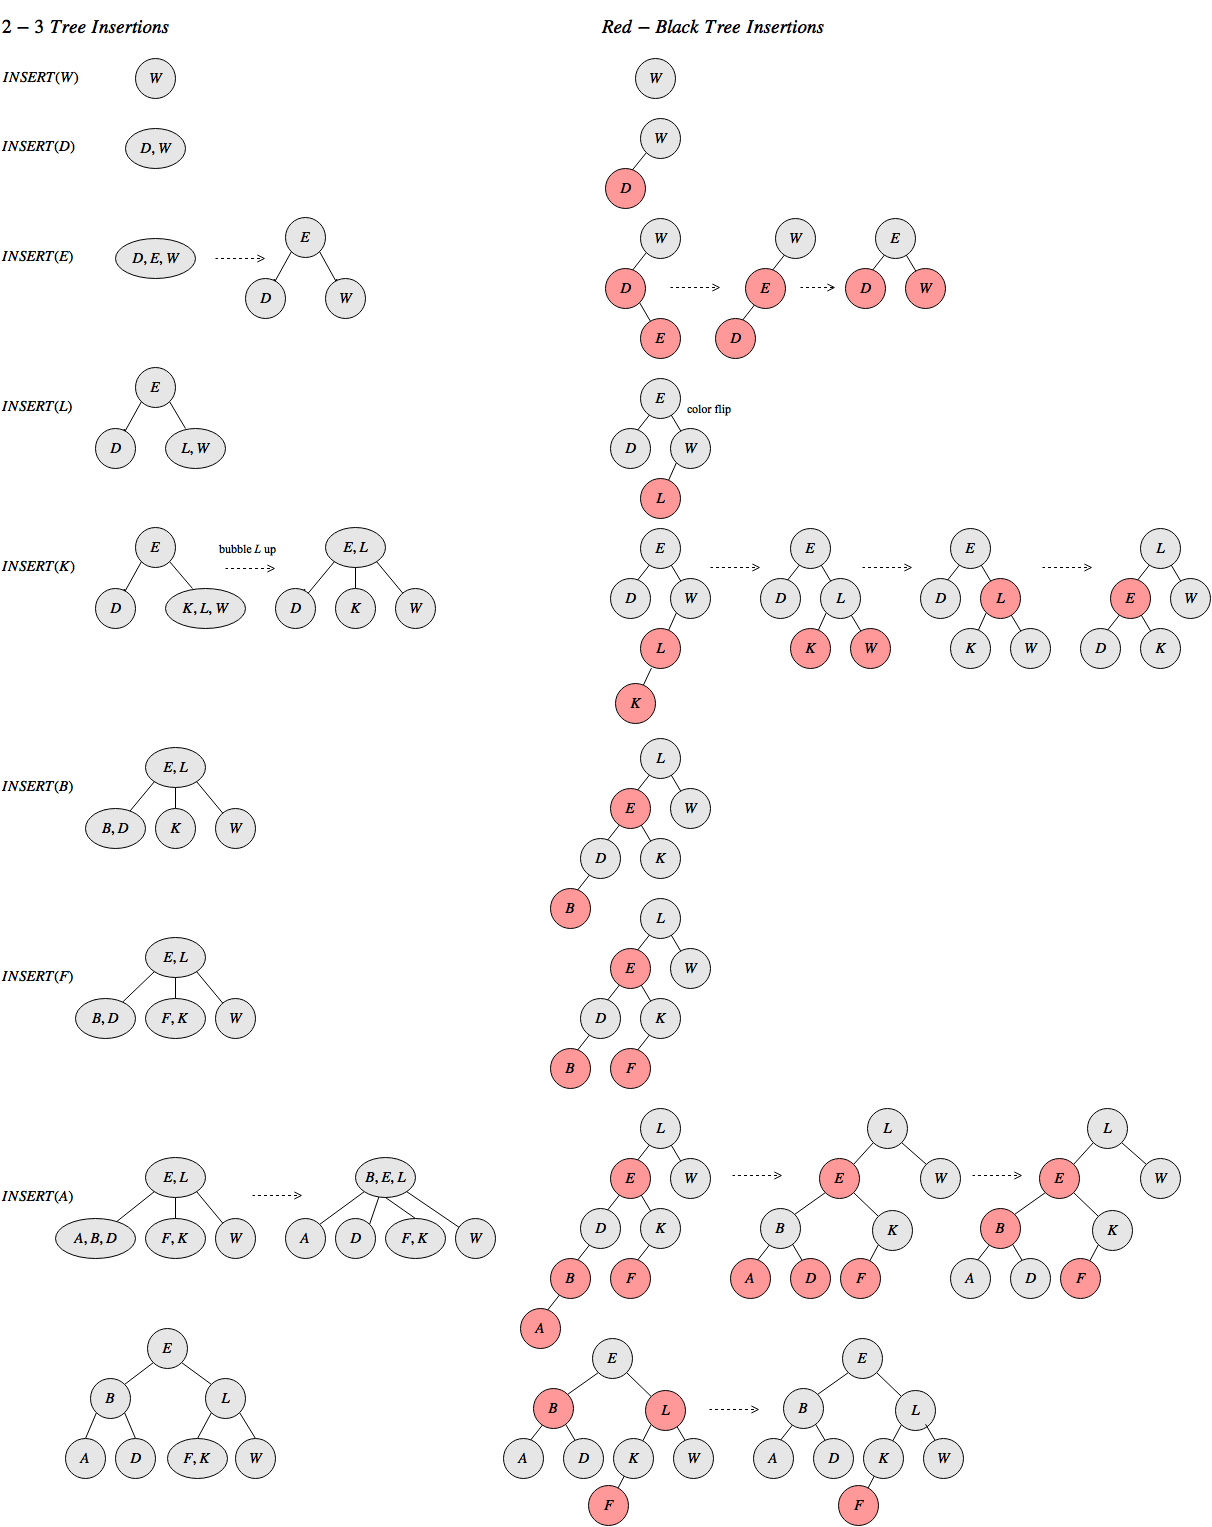 2 − 3 Tree Insertions
Red − Black Tree Insertions
INSERT(W)
W
W
INSERT(D)
D, W
W
D
INSERT(E)
D, E, W
E
D
W
W
D
E
W
E
D
E
D
W
INSERT(L)
E
D
L, W
E
color flip
D
W
L
INSERT(K)
E
D
K, L, W
bubble L up
E, L
D
K
W
E
D
W
L
K
E
D
L
K
W
E
D
L
K
W
L
E
W
D
K
INSERT(B)
E, L
B, D
K
W
L
E
W
D
K
B
INSERT(F)
E, L
B, D
F, K
W
L
E
W
D
K
B
F
INSERT(A)
E, L
A, B, D
F, K
W
B, E, L
A
D
F, K
W
L
E
W
D
K
B
F
A
L
E
W
B
K
A
D
F
L
E
W
B
K
A
D
F
E
B
L
A
D
F, K
W
E
B
L
A
D
K
W
F
E
B
L
A
D
K
W
F